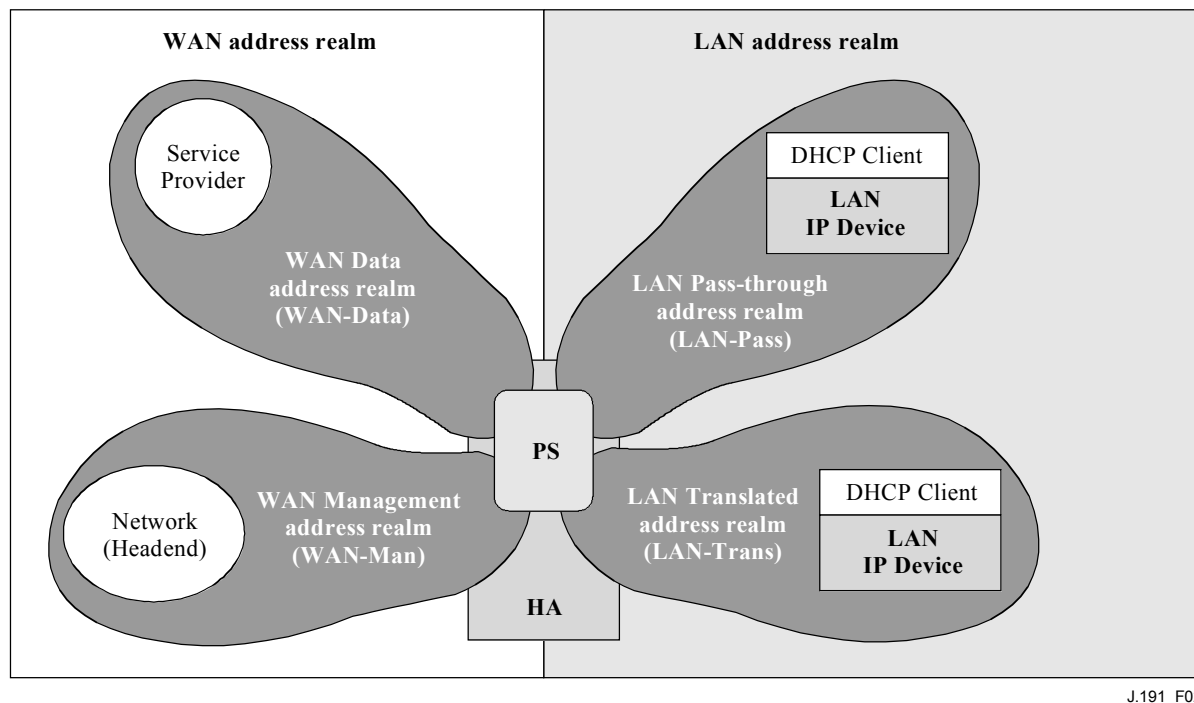 WAN address realm
LAN address realm
Service
Provider
WAN Data
address realm
(WAN-Data)
DHCP Client
LAN
IP Device
LAN Pass-through
address realm
(LAN-Pass)
PS
Network
(Headend)
WAN Management
address realm
(WAN-Man)
LAN Translated
address realm
(LAN-Trans)
DHCP Client
LAN
IP Device
HA
J.191_F0